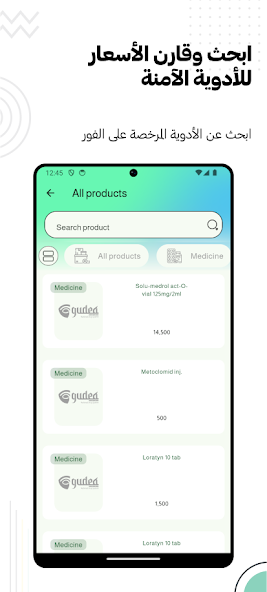 ابحث وقارن الأسعار
للأدوية الآمنة
ابحث عن الأدوية المرخصة على الفور
12:45
All products
Search product
All products
Medicine
Medicine
Solu-medrol act-O-
vial 125mg/2ml
guded
14,500
Medicine
Metoclomid inj.
guded
500
Medicine
Loratyn 10 tab
guded
1,500
Medicine
Loratyn 10 tab